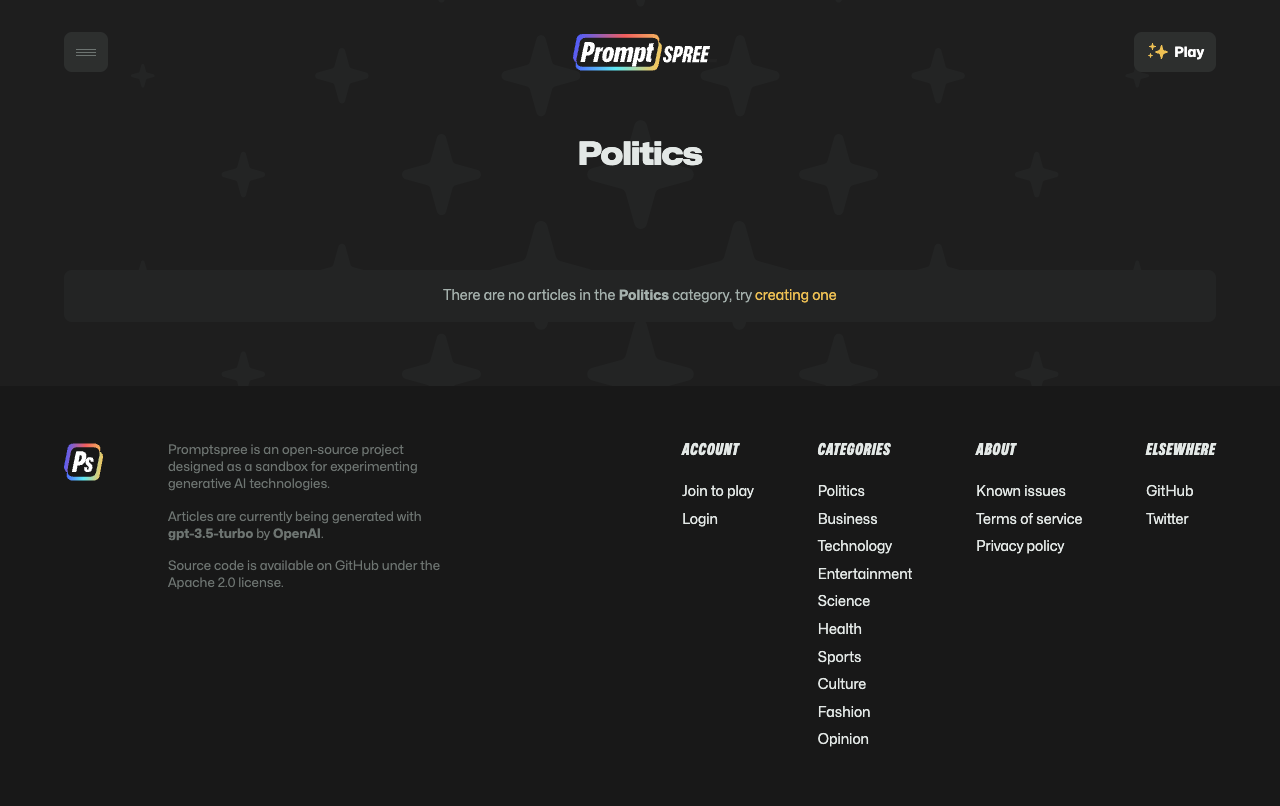 Prompt SPREE
Play
Politics
There are no articles in the Politics category, try creating one
Ps
Promptspree is an open-source project
designed as a sandbox for experimenting
generative AI technologies.
Articles are currently being generated with
gpt-3.5-turbo by OpenAI.
Source code is available on GitHub under the
Apache 2.0 license.
ACCOUNT
Join to play
Login
CATEGORIES
Politics
Business
Technology
Entertainment
Science
Health
Sports
Culture
Fashion
Opinion
ABOUT
Known issues
Terms of service
Privacy policy
ELSEWHERE
GitHub
Twitter